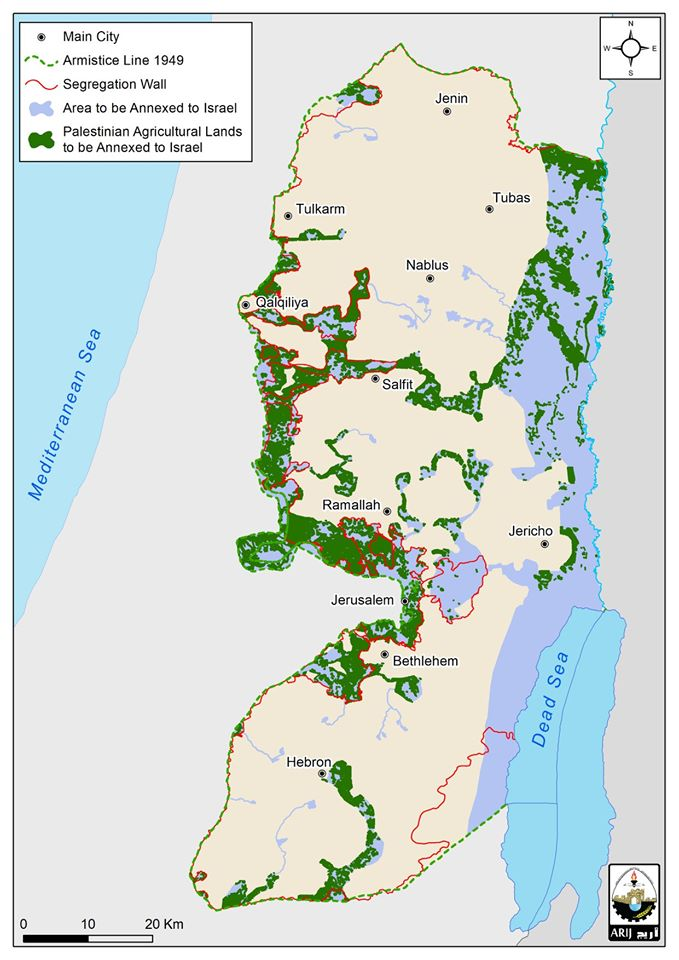 Main City
Armistice Line 1949
Segregation Wall
Area to be Annexed to Israel
Palestinian Agricultural Lands
to be Annexed to Israel
N
W
E
S
Jenin
Tulkarm
Tubas
Nablus
Qalqiliya
Mediterranean Sea
Salfit
Ramallah
Jericho
Jerusalem
Bethlehem
Dead Sea
Hebron
0
10
20 Km
ARIJ أريج